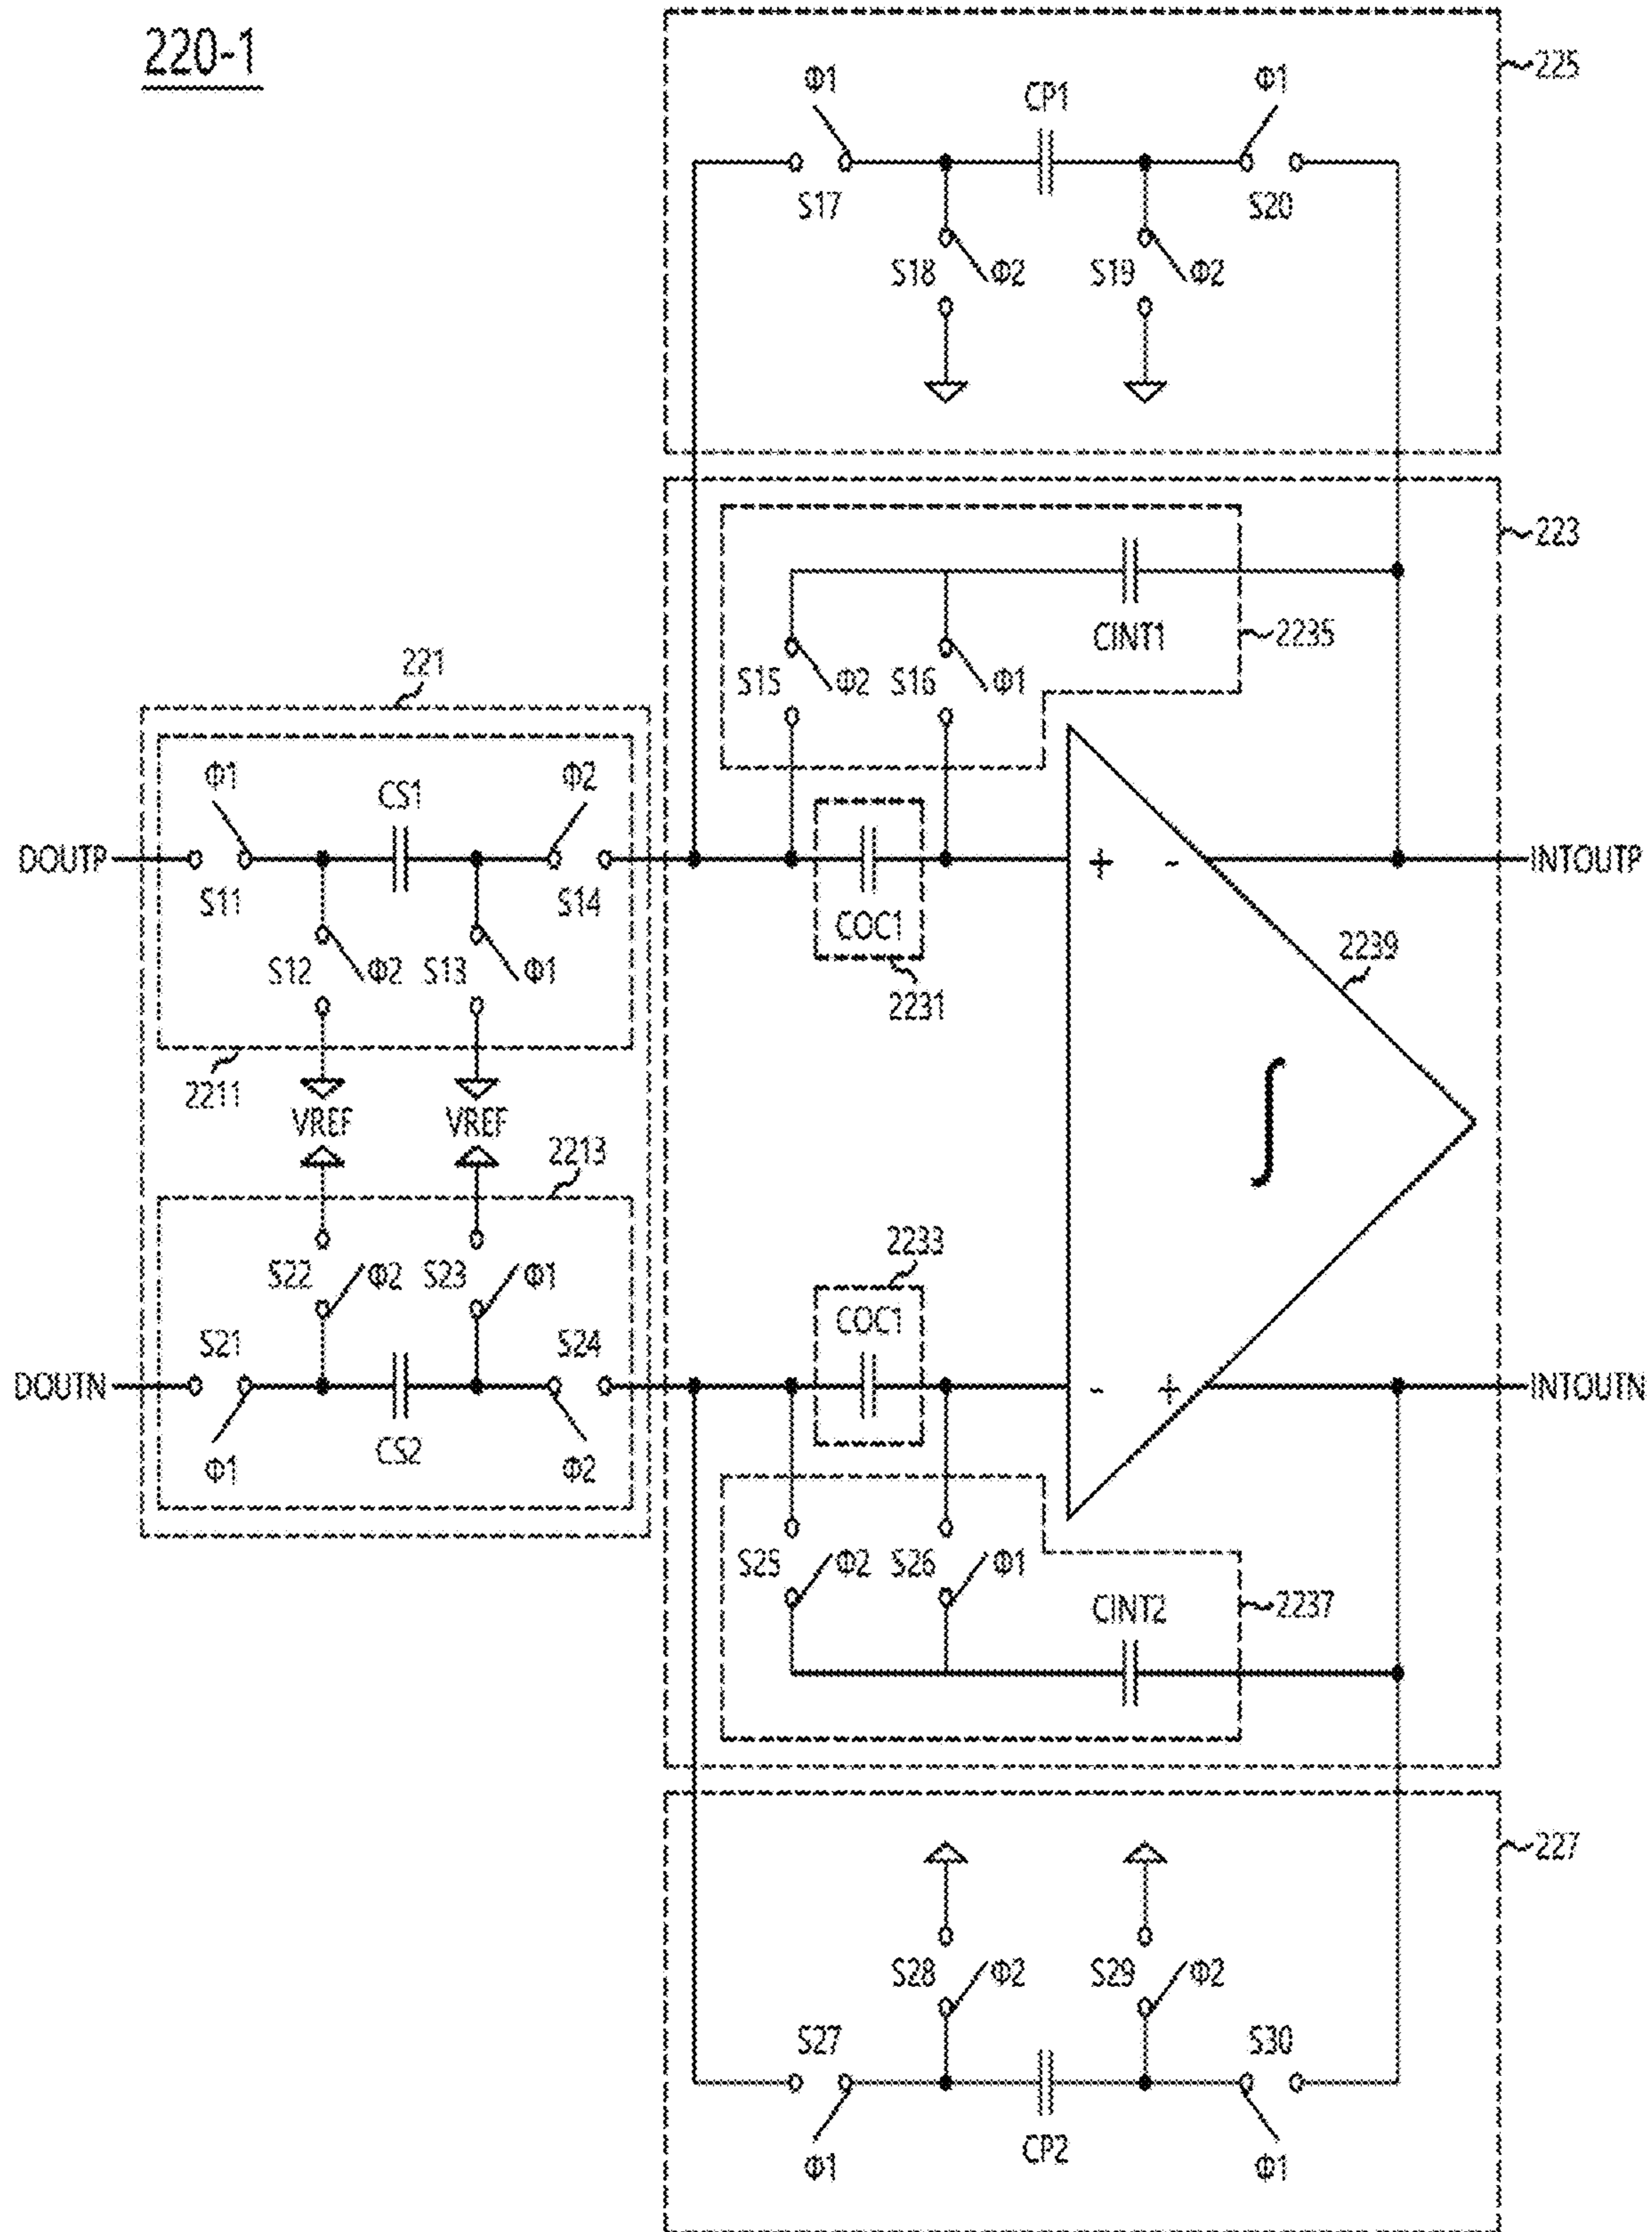 220-1
225
Φ1 CP1 Φ1
S17 S20
S18 Φ2 S19 Φ2
223
CINT1 2235
S15 Φ2 S16 Φ1
221
Φ1 CS1 Φ2
DOUTP INTOUTP
+ -
S11 S14
COC1
2239
S12 Φ2 S13 Φ1
2231
2211
VREF VREF
∫
2213
2233
S22 Φ2 S23 Φ1
COC1
S21 S24
DOUTN INTOUTN
- +
CS2
Φ1 Φ2
S25 Φ2 S26 Φ1
CINT2 2237
227
S28 Φ2 S29 Φ2
S27 S30
CP2
Φ1 Φ1